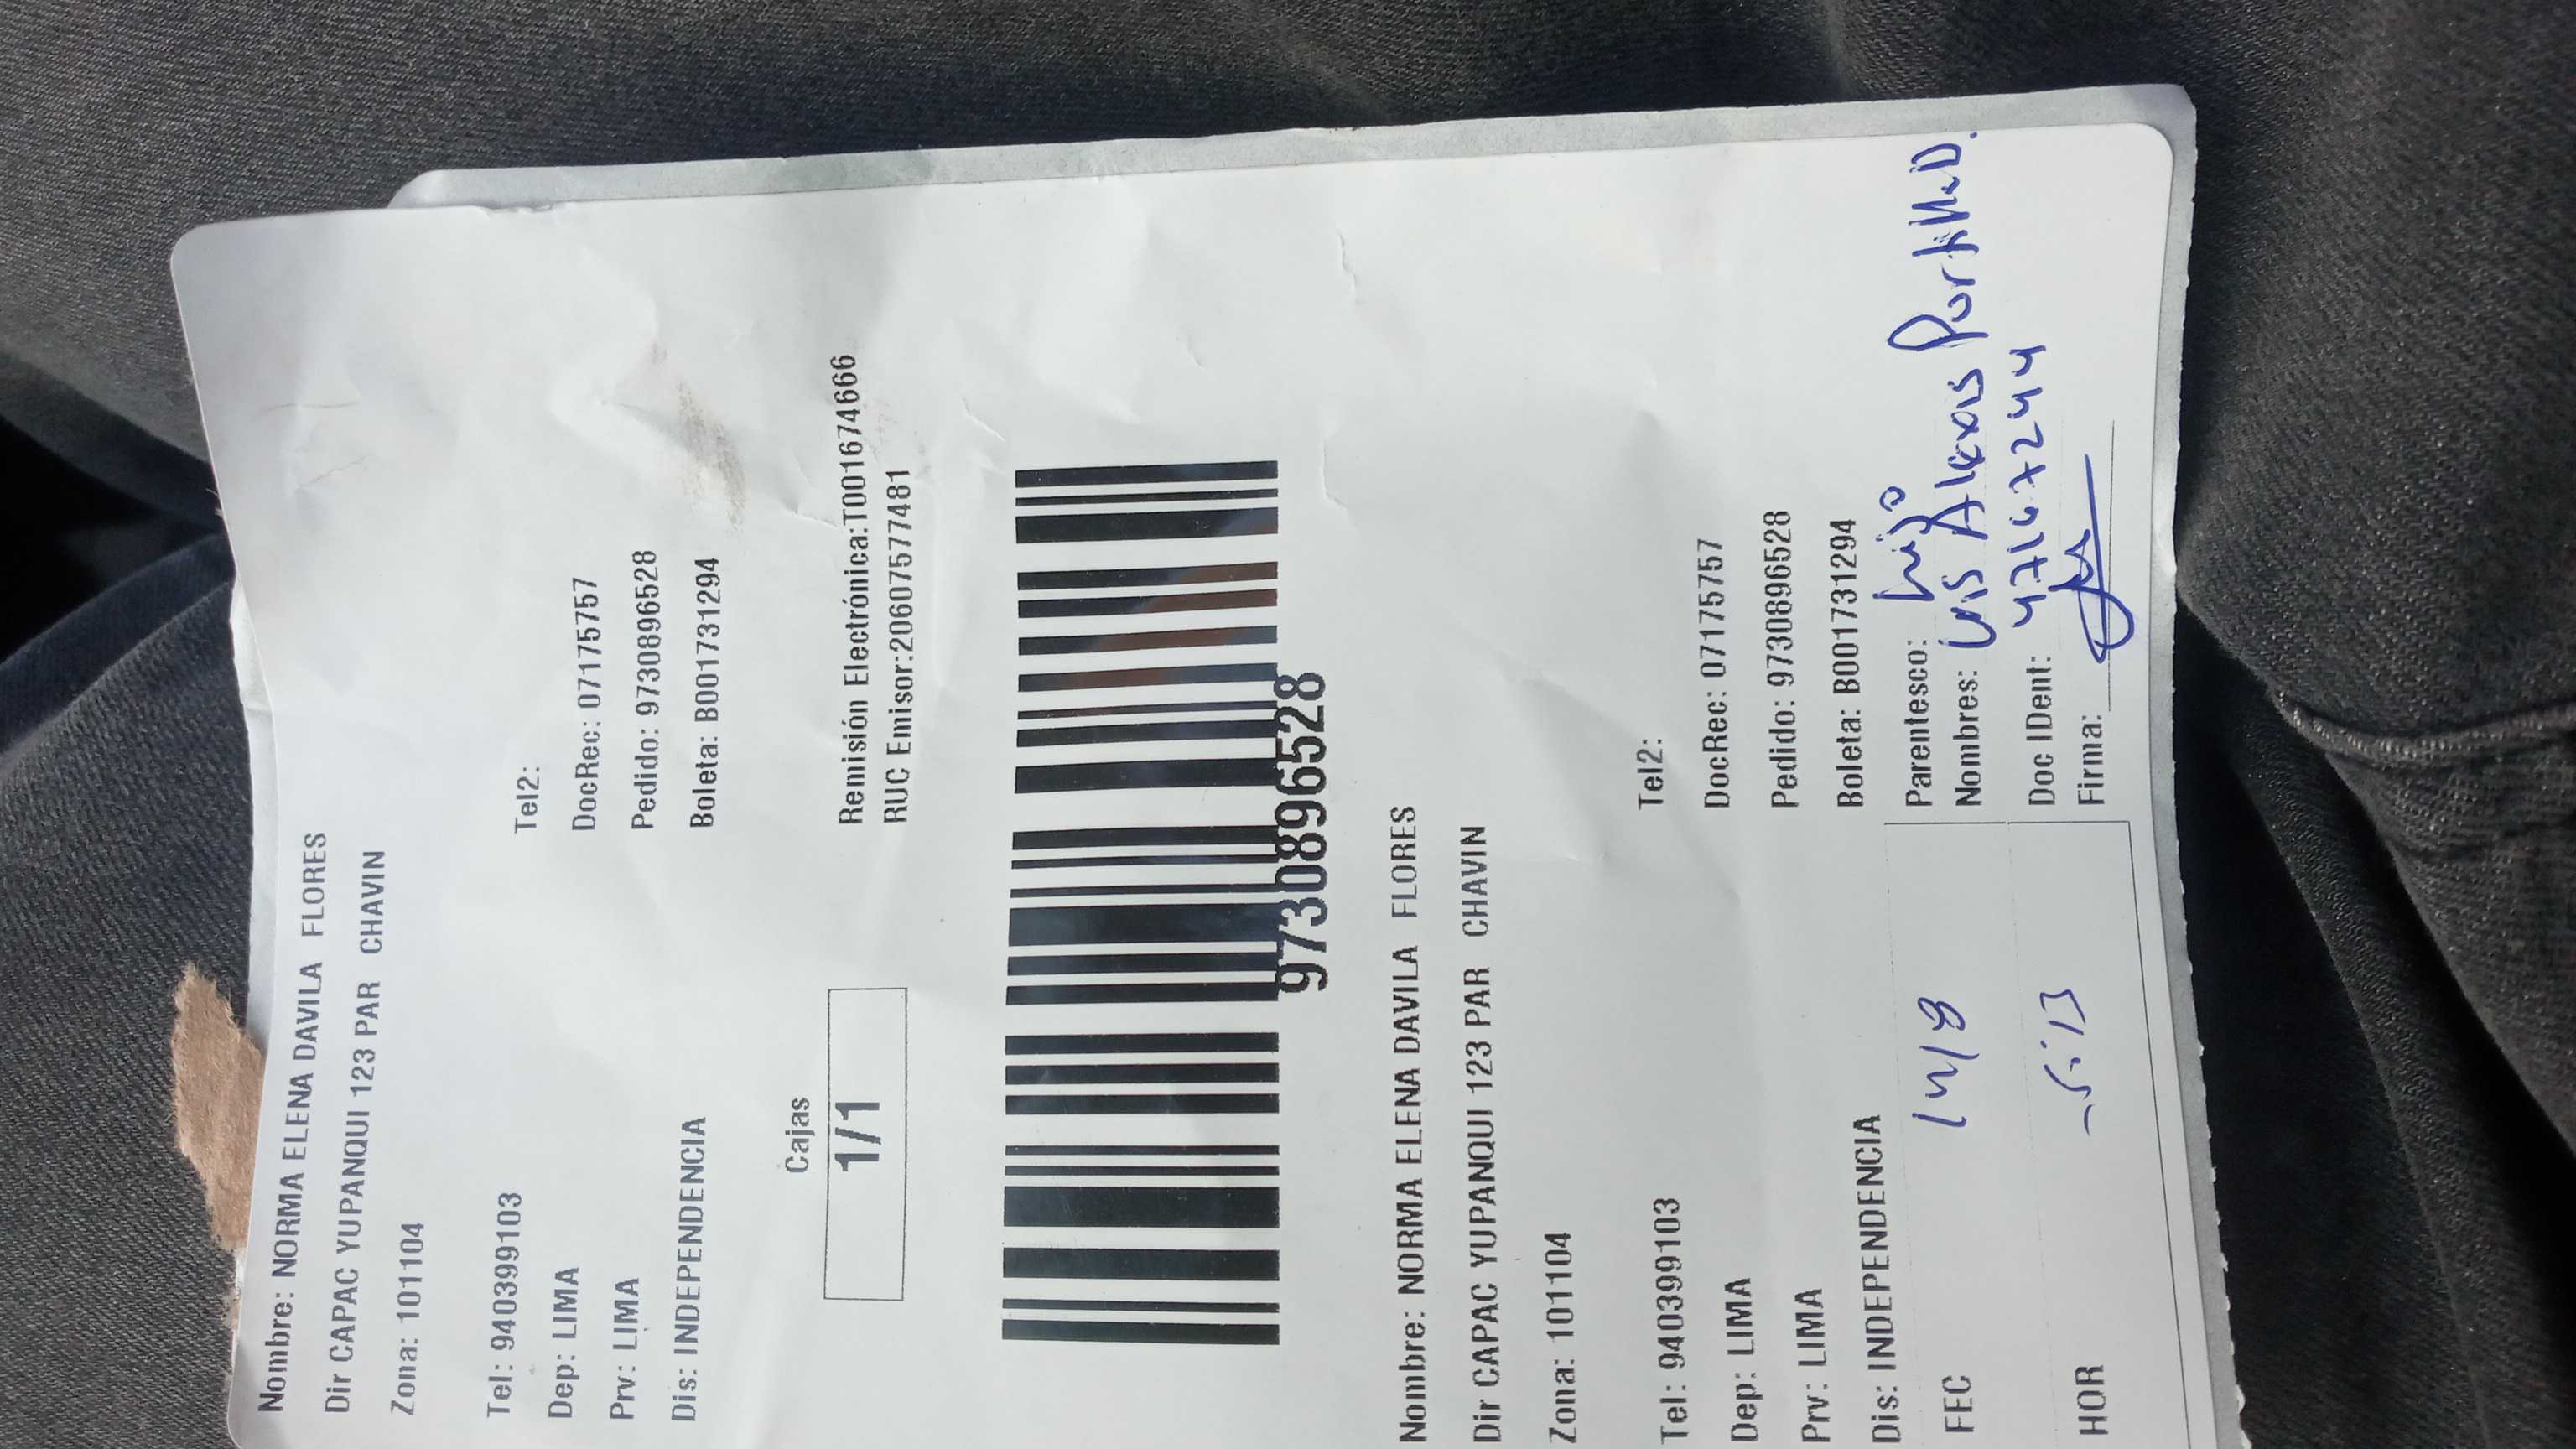 Nombre: NORMA ELENA DAVILA FLORES
Dir CAPAC YUPANQUI 123 PAR CHAVIN
Zona: 101104
Tel: 940399103 Tel2:
Dep: LIMA DocRec: 07175757
Prv: LIMA Pedido: 9730896528
Dis: INDEPENDENCIA Boleta: B001731294
Cajas
1/1
Remisión Electrónica:T001674666
RUC Emisor:20607577481
9730896528
Nombre: NORMA ELENA DAVILA FLORES
Dir CAPAC YUPANQUI 123 PAR CHAVIN
Zona: 101104
Tel: 940399103 Tel2:
Dep: LIMA DocRec: 07175757
Prv: LIMA Pedido: 9730896528
Dis: INDEPENDENCIA Boleta: B001731294
FEC 14/8 Parentesco: hijo
Nombres: Luis Alexais Portillo D.
HOR Doc IDent: 47167244
Firma: